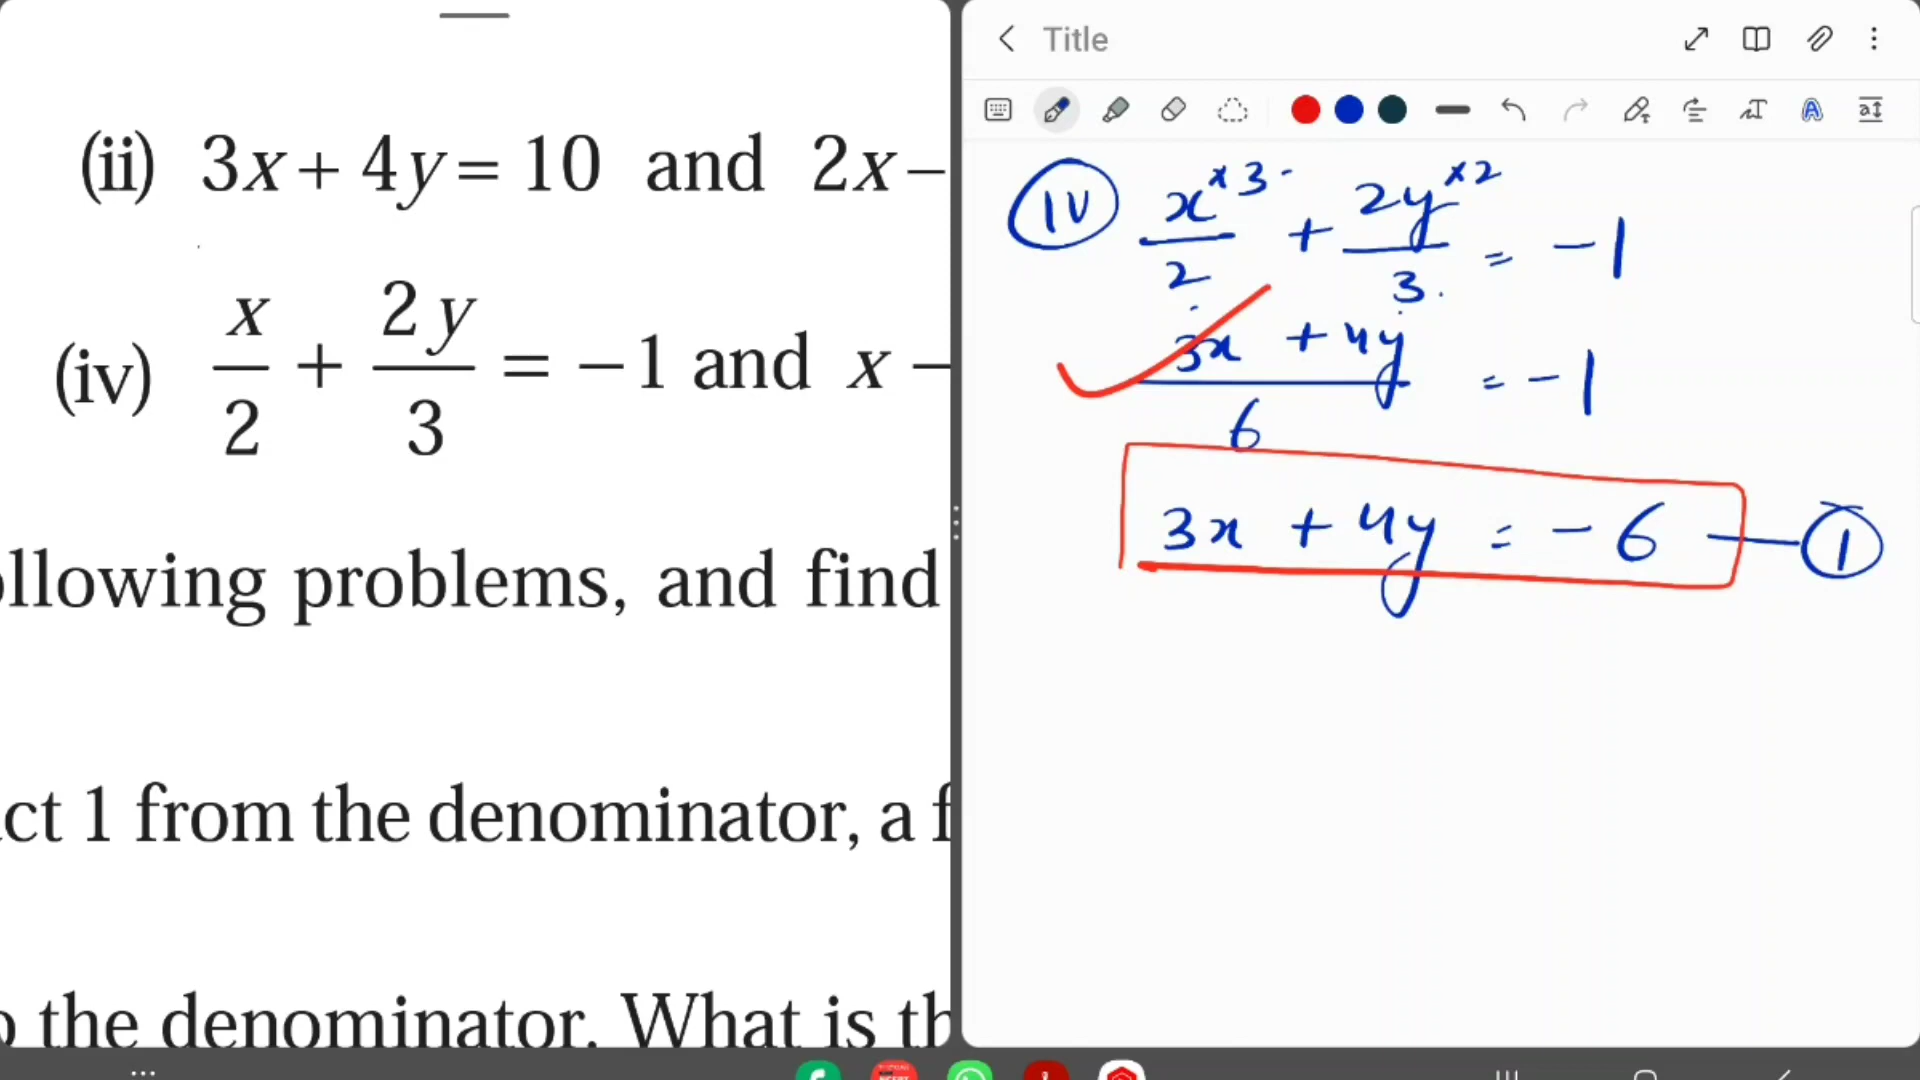 (ii) 3x + 4y = 10 and 2x −
(iv) x/2 + 2y/3 = −1 and x −
ollowing problems, and find
ct 1 from the denominator, a f
o the denominator. What is th
Title
(iv) x^×3/2 + 2y^×2/3 = −1
3x + 4y/6 = −1
3x + 4y = −6 — ①